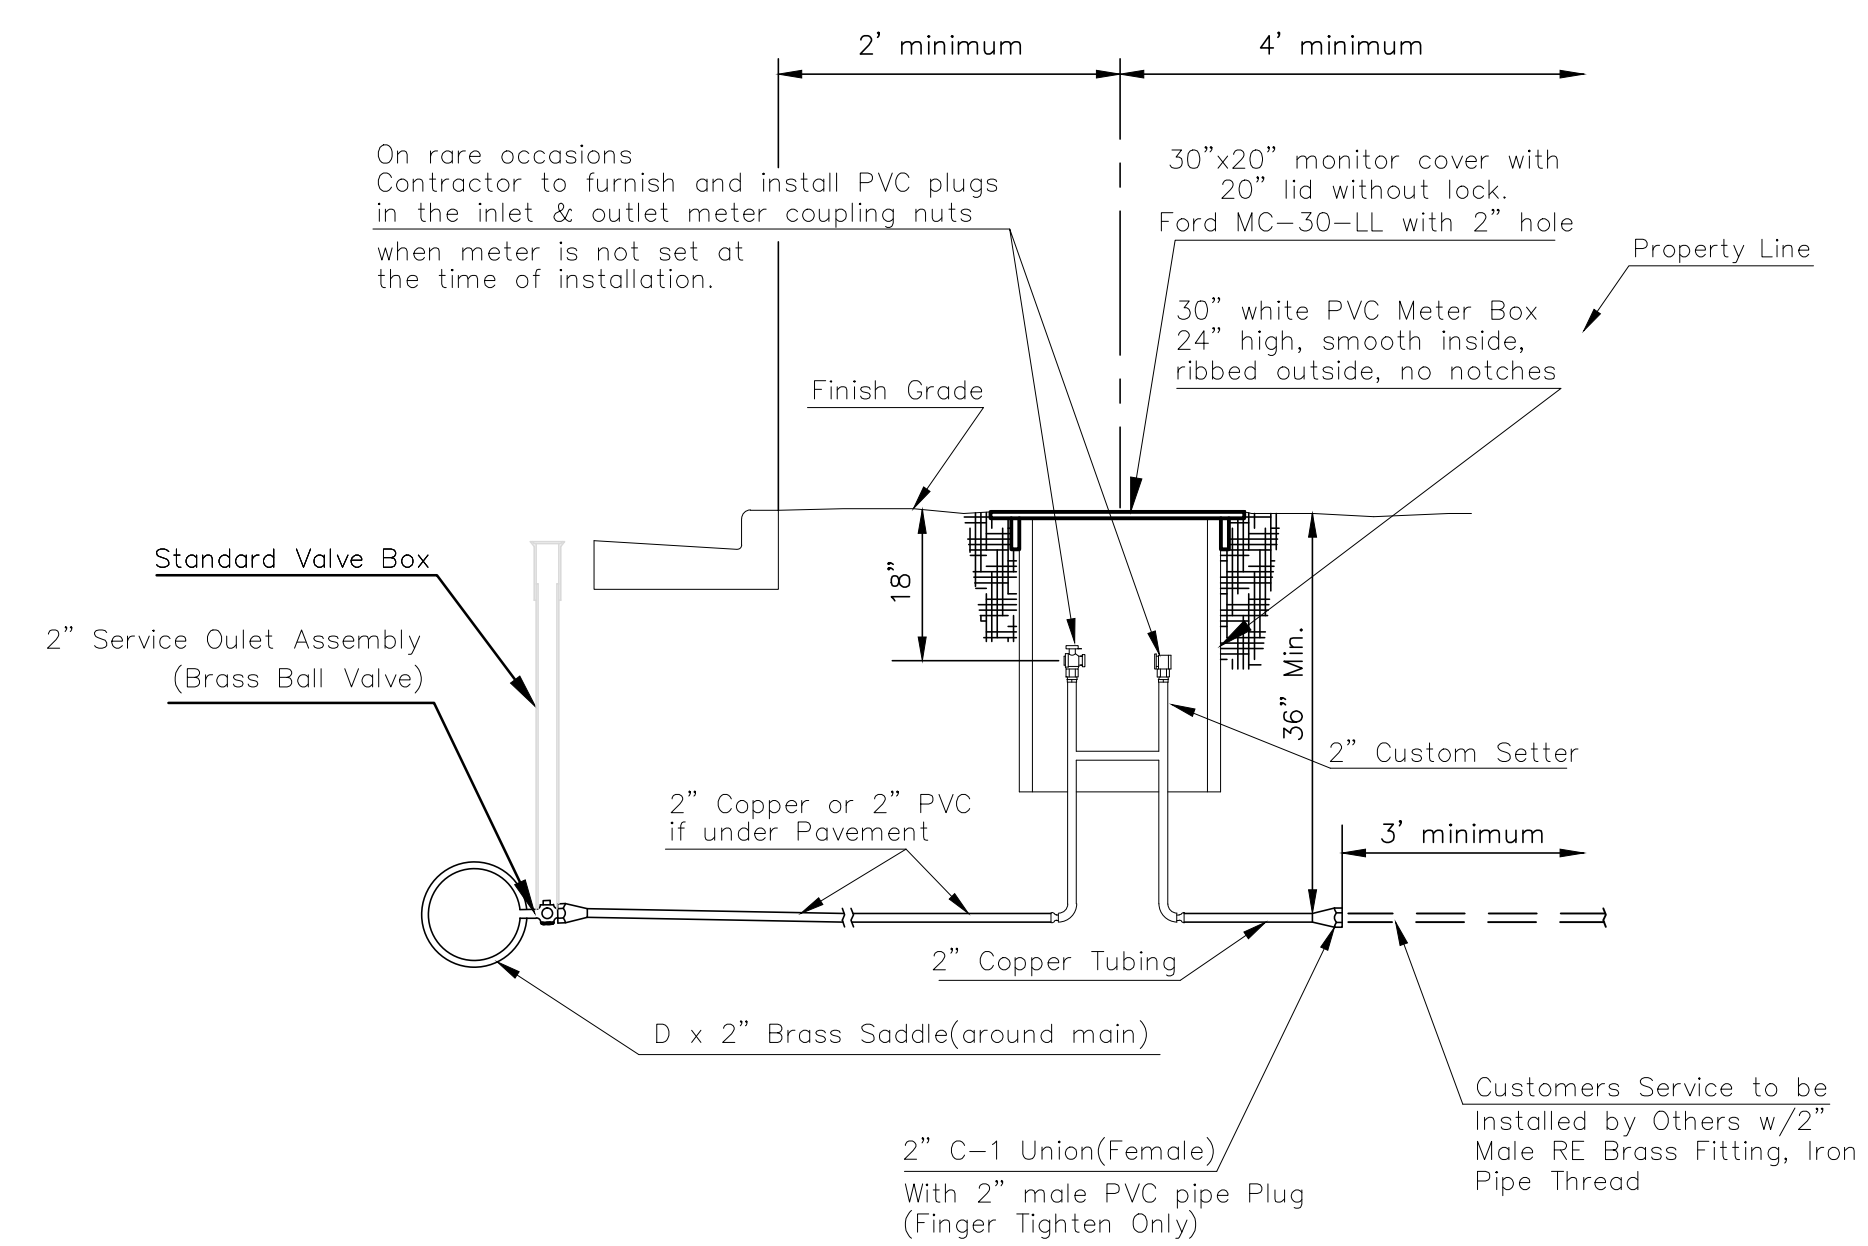 2’ minimum
4’ minimum
On rare occasions
Contractor to furnish and install PVC plugs
in the inlet & outlet meter coupling nuts
when meter is not set at
the time of installation.
30”x20” monitor cover with
20” lid without lock.
Ford MC-30-LL with 2” hole
Property Line
30” white PVC Meter Box
24” high, smooth inside,
ribbed outside, no notches
Finish Grade
Standard Valve Box
18”
2” Service Oulet Assembly
(Brass Ball Valve)
36” Min.
2” Custom Setter
2” Copper or 2” PVC
if under Pavement
3’ minimum
2” Copper Tubing
D x 2” Brass Saddle(around main)
Customers Service to be
Installed by Others w/2”
Male RE Brass Fitting, Iron
Pipe Thread
2” C-1 Union(Female)
With 2” male PVC pipe Plug
(Finger Tighten Only)